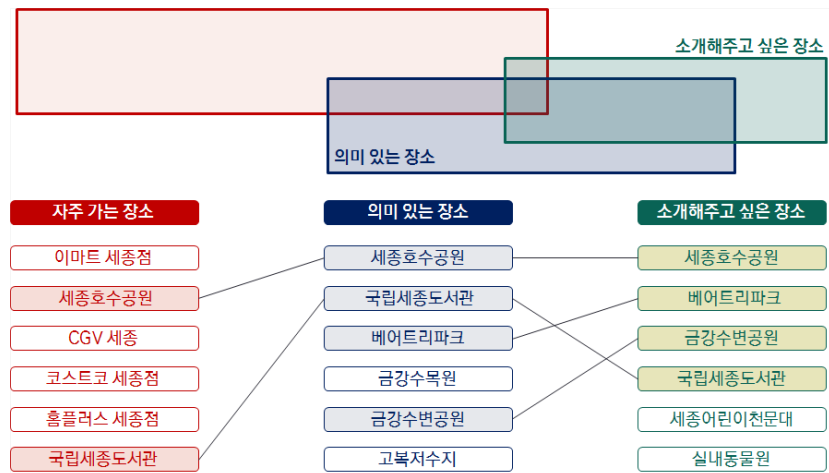 소개해주고 싶은 장소
의미 있는 장소
자주 가는 장소
의미 있는 장소
소개해주고 싶은 장소
이마트 세종점
세종호수공원
세종호수공원
세종호수공원
국립세종도서관
베어트리파크
CGV 세종
베어트리파크
금강수변공원
코스트코 세종점
금강수목원
국립세종도서관
홈플러스 세종점
금강수변공원
세종어린이천문대
국립세종도서관
고복저수지
실내동물원